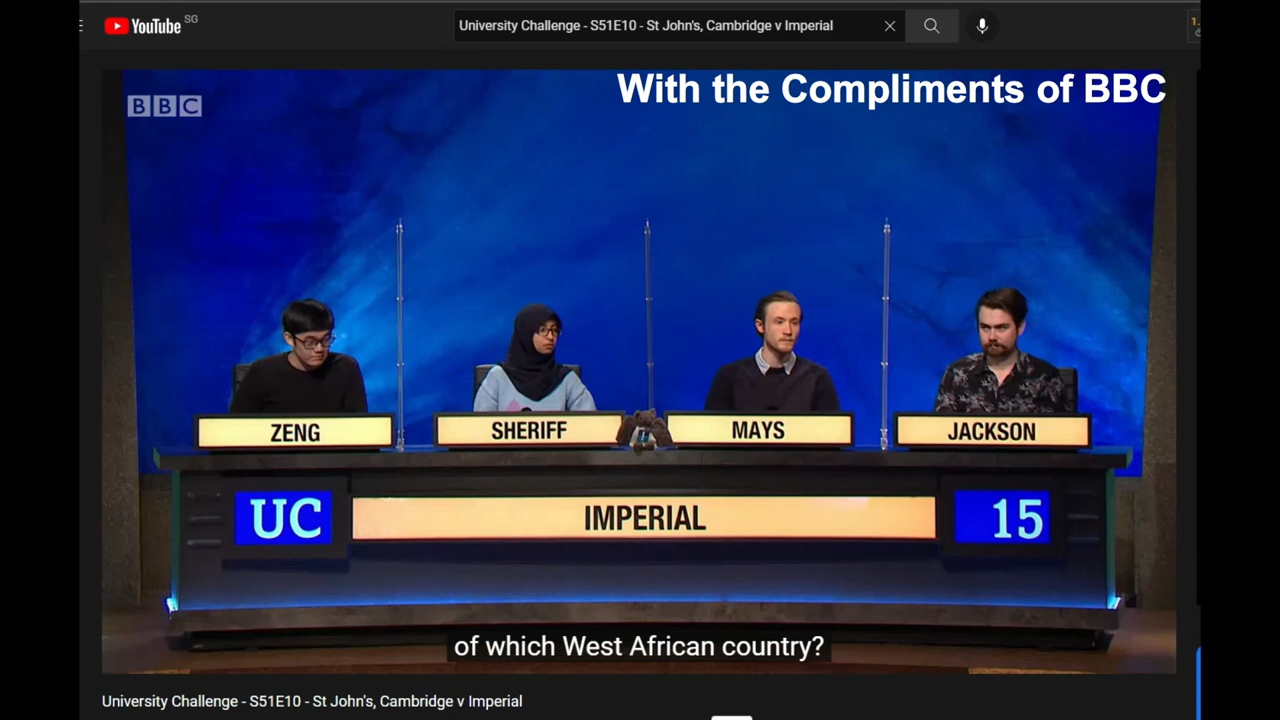 YouTube SG
University Challenge - S51E10 - St John's, Cambridge v Imperial
1.
With the Compliments of BBC
BBC
ZENG
SHERIFF
MAYS
JACKSON
UC
IMPERIAL
15
of which West African country?
University Challenge - S51E10 - St John's, Cambridge v Imperial